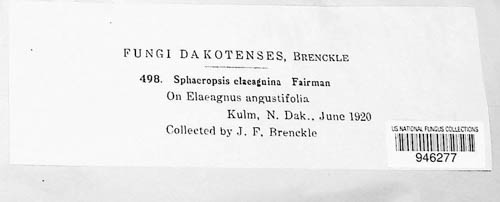 FUNGI DAKOTENSES, BRENCKLE
498. Sphaeropsis elaeagnina Fairman
On Elaeagnus angustifolia
Kulm, N. Dak., June 1920
Collected by J. F. Brenckle
US NATIONAL FUNGUS COLLECTIONS
946277